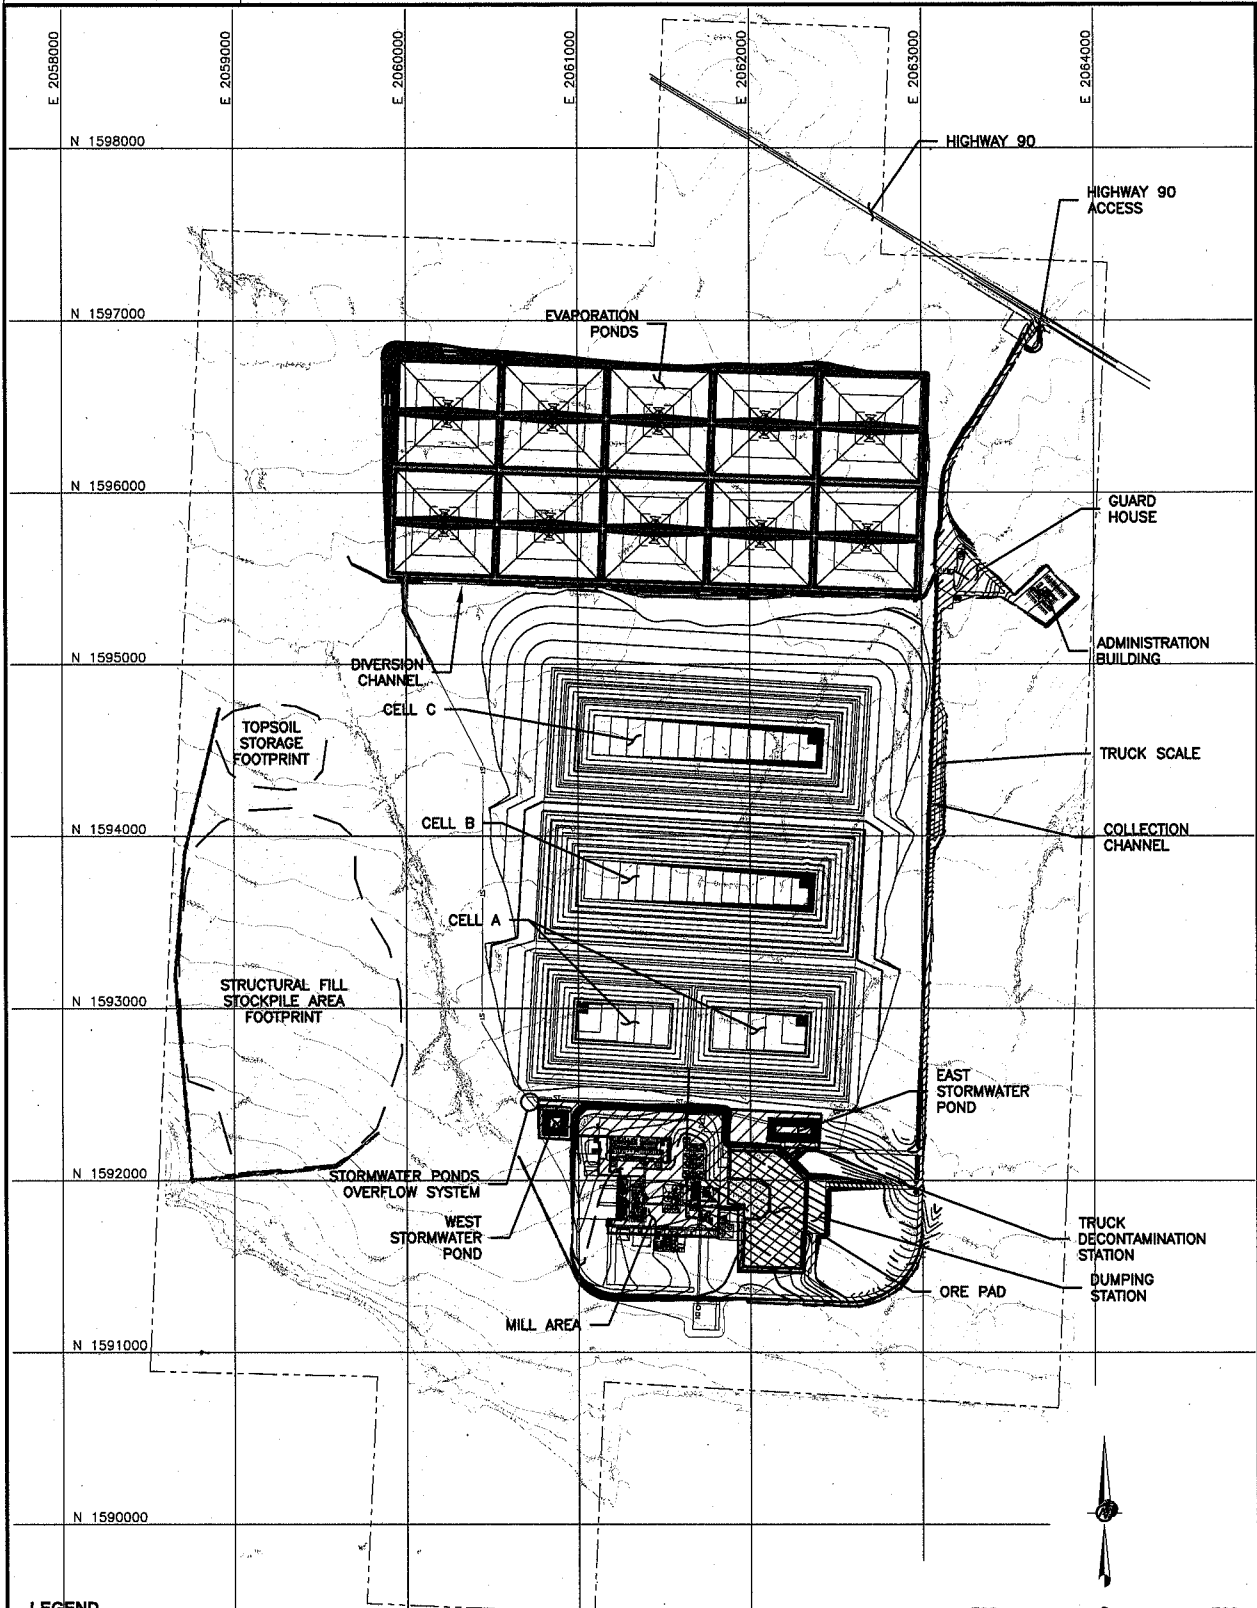 E 2058000
E 2059000
E 2060000
E 2061000
E 2062000
E 2063000
E 2064000
N 1598000
HIGHWAY 90
HIGHWAY 90
ACCESS
N 1597000
EVAPORATION
PONDS
N 1596000
GUARD
HOUSE
ADMINISTRATION
BUILDING
N 1595000
DIVERSION
CHANNEL
CELL C
TOPSOIL
STORAGE
FOOTPRINT
TRUCK SCALE
N 1594000
CELL B
COLLECTION
CHANNEL
CELL A
STRUCTURAL FILL
STOCKPILE AREA
FOOTPRINT
N 1593000
EAST
STORMWATER
POND
N 1592000
STORMWATER PONDS
OVERFLOW SYSTEM
WEST
STORMWATER
POND
TRUCK
DECONTAMINATION
STATION
DUMPING
STATION
ORE PAD
MILL AREA
N 1591000
N 1590000
LEGEND